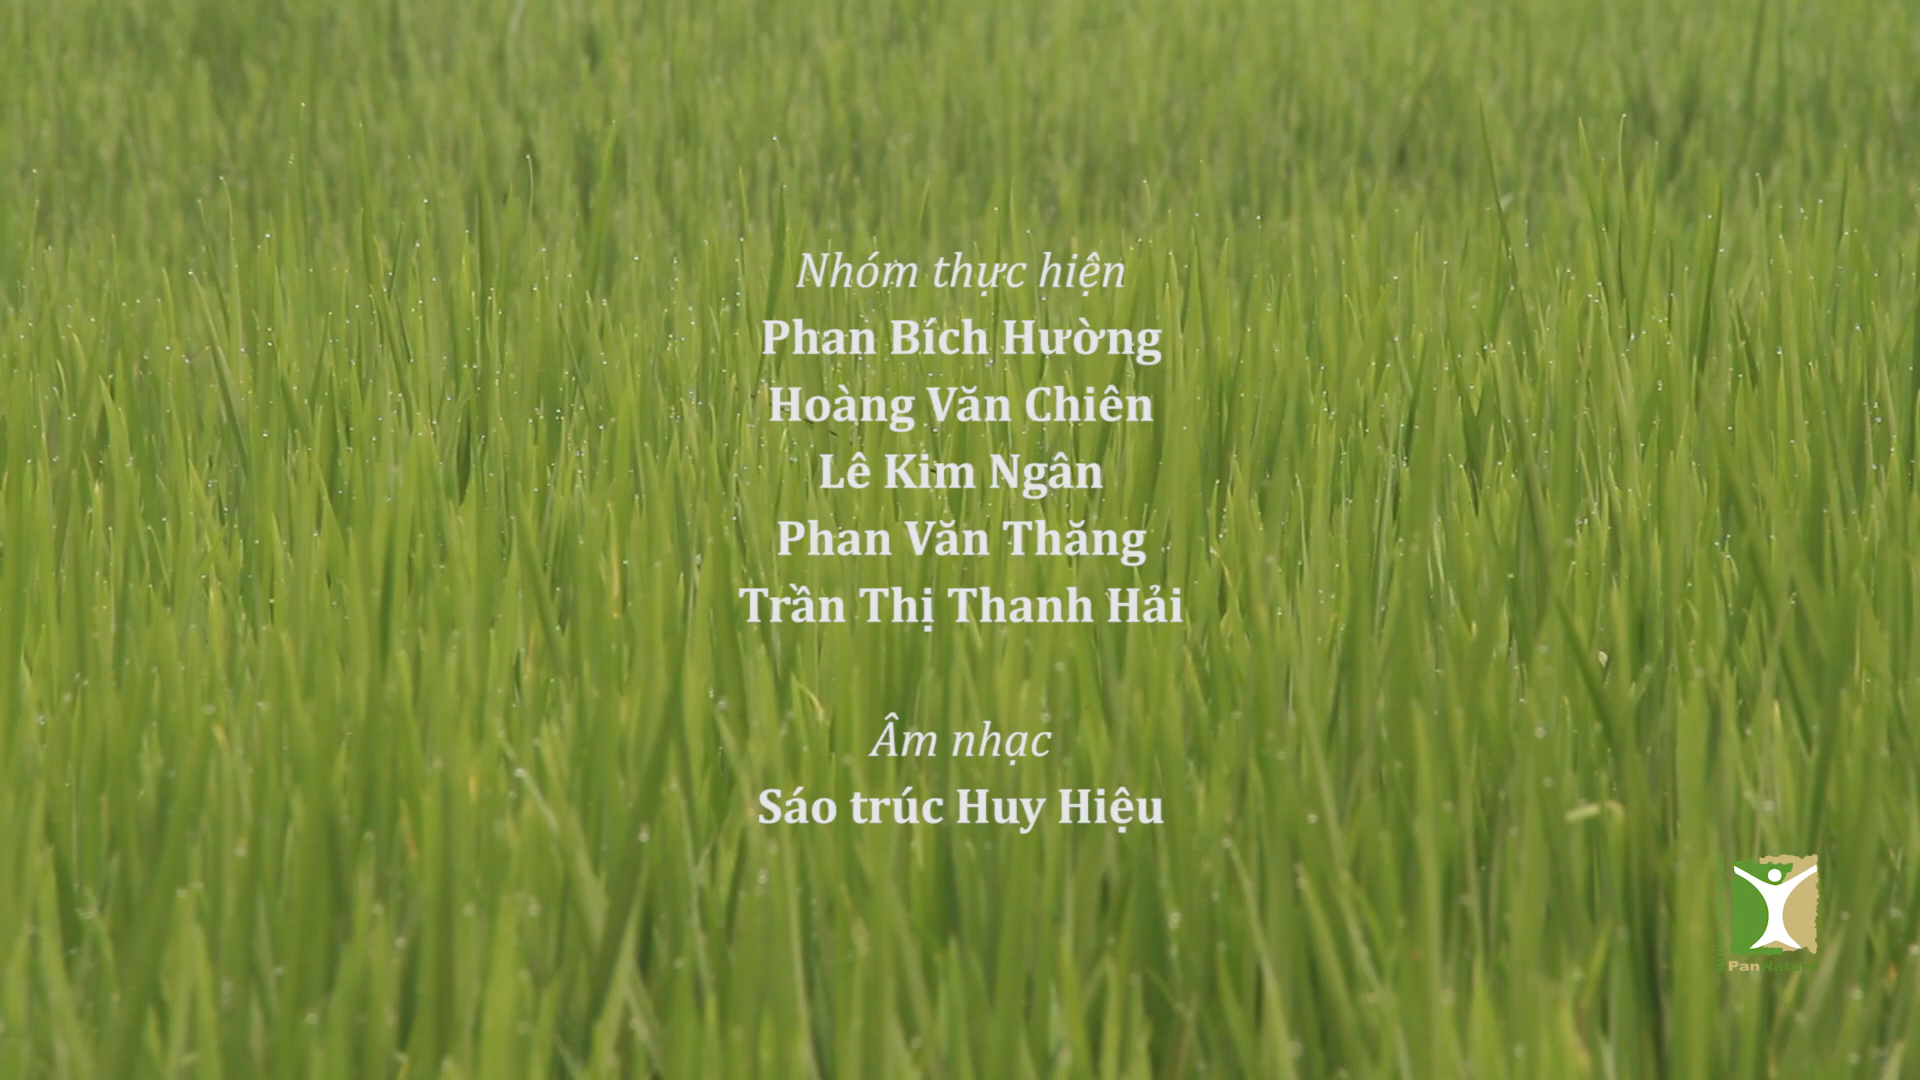 Nhóm thực hiện
Phan Bích Hường
Hoàng Văn Chiên
Lê Kim Ngân
Phan Văn Thăng
Trần Thị Thanh Hải
Âm nhạc
Sáo trúc Huy Hiệu
PanNature